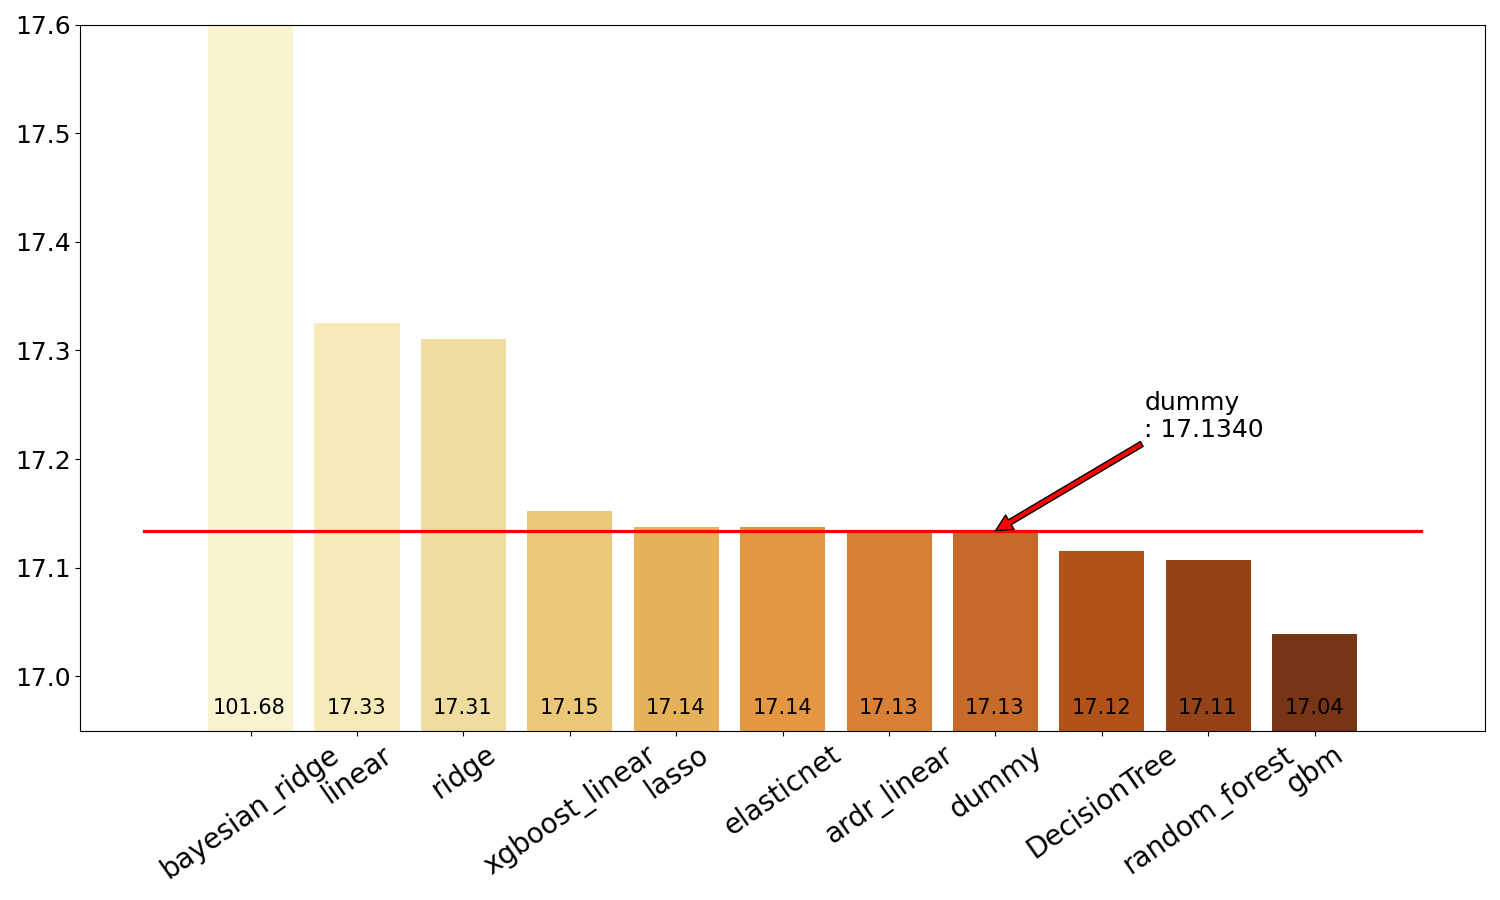 17.6
17.5
17.4
17.3
17.2
17.1
17.0
dummy
: 17.1340
101.68
17.33
17.31
17.15
17.14
17.14
17.13
17.13
17.12
17.11
17.04
bayesian_ridge
linear
ridge
xgboost_linear
lasso
elasticnet
ardr_linear
dummy
DecisionTree
random_forest
gbm